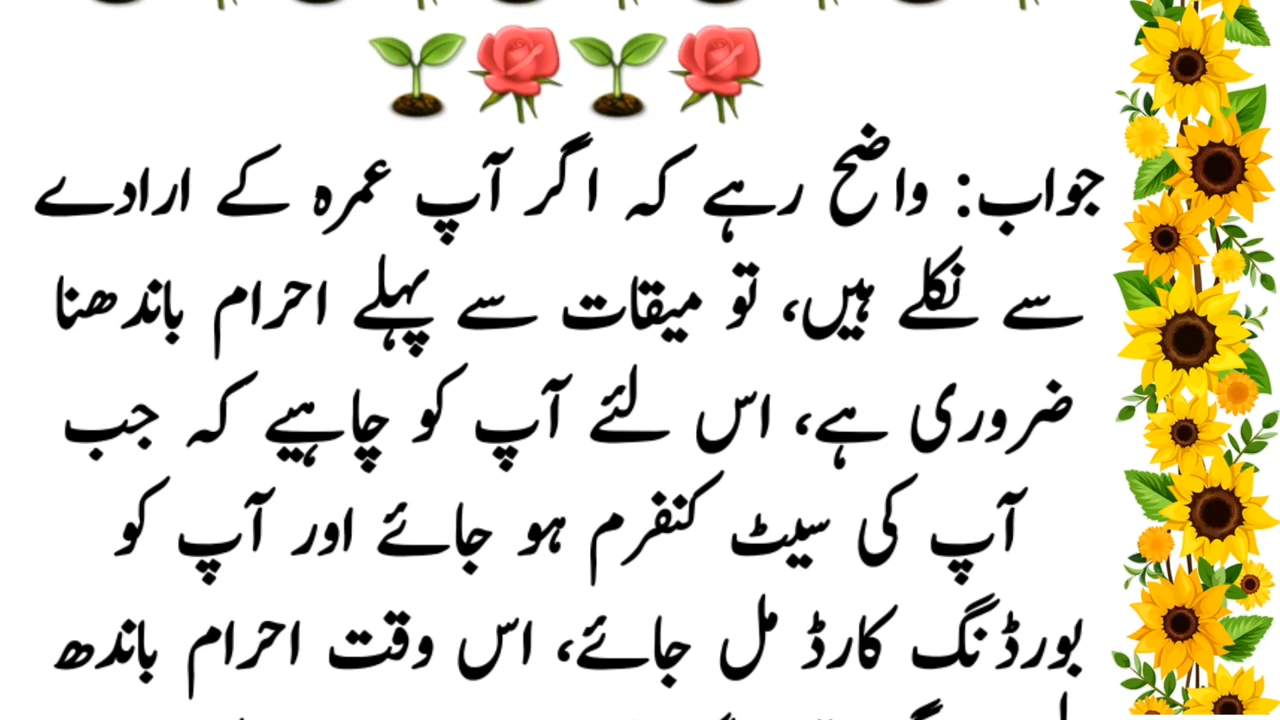 جواب: واضح رہے کہ اگر آپ عمرہ کے ارادے
سے نکلے ہیں، تو میقات سے پہلے احرام باندھنا
ضروری ہے، اس لئے آپ کو چاہیے کہ جب
آپ کی سیٹ کنفرم ہو جائے اور آپ کو
بورڈنگ کارڈ مل جائے، اس وقت احرام باندھ